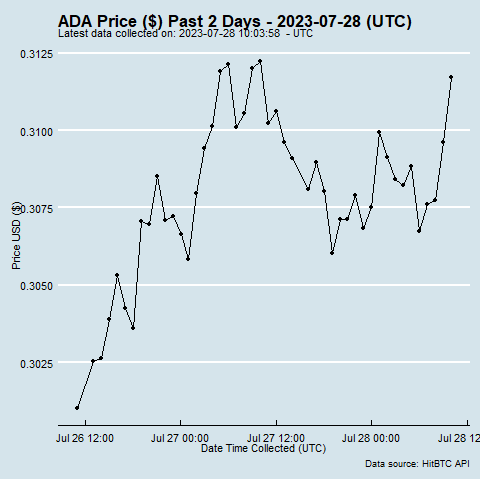 ADA Price ($) Past 2 Days - 2023-07-28 (UTC)
Latest data collected on: 2023-07-28 10:03:58 - UTC
0.3125
0.3100
0.3075
0.3050
0.3025
Price USD ($)
Jul 26 12:00 Jul 27 00:00 Jul 27 12:00 Jul 28 00:00 Jul 28 12
Date Time Collected (UTC)
Data source: HitBTC API